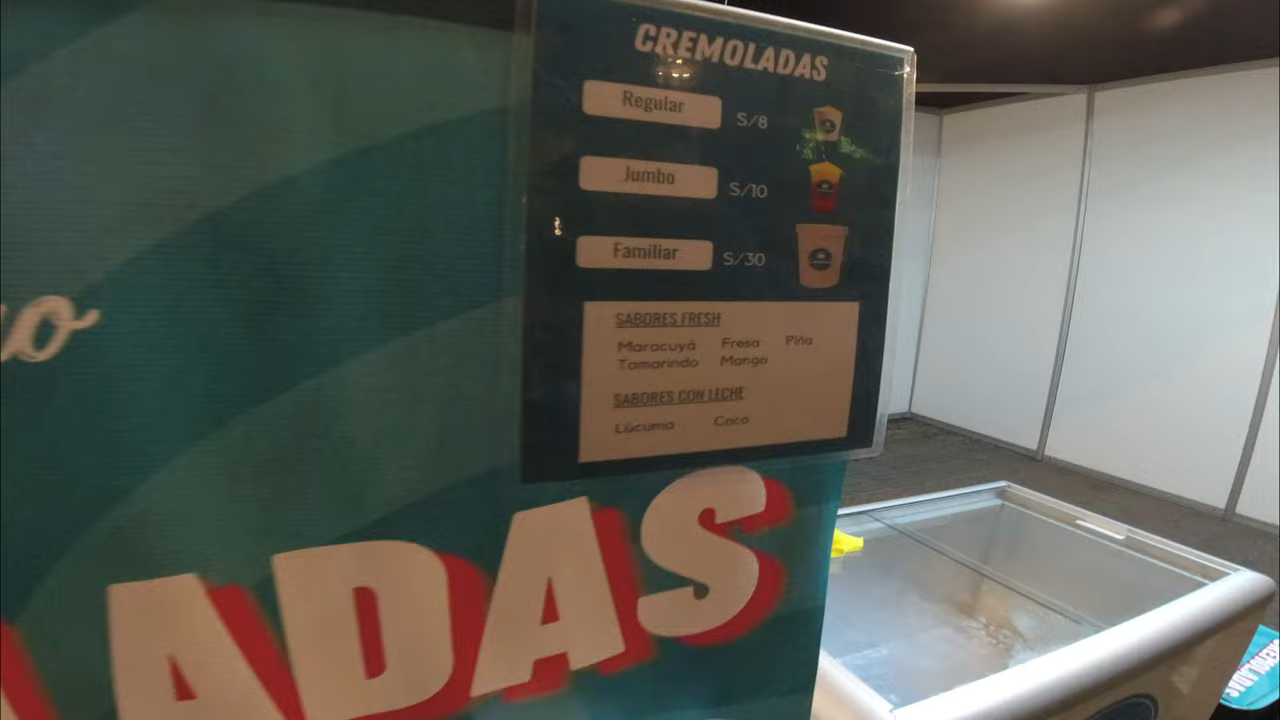 CREMOLADAS
Regular S/8
Jumbo S/10
Familiar S/30
SABORES FRESH
Maracuyá Fresa Piña
Tamarindo Mango
SABORES CON LECHE
Lúcuma Coco
ADAS